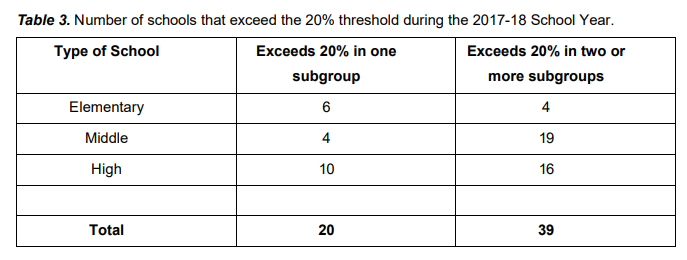 Table 3. Number of schools that exceed the 20% threshold during the 2017-18 School Year.
Type of School
Exceeds 20% in one
subgroup
Exceeds 20% in two or
more subgroups
Elementary 6 4
Middle 4 19
High 10 16
Total 20 39